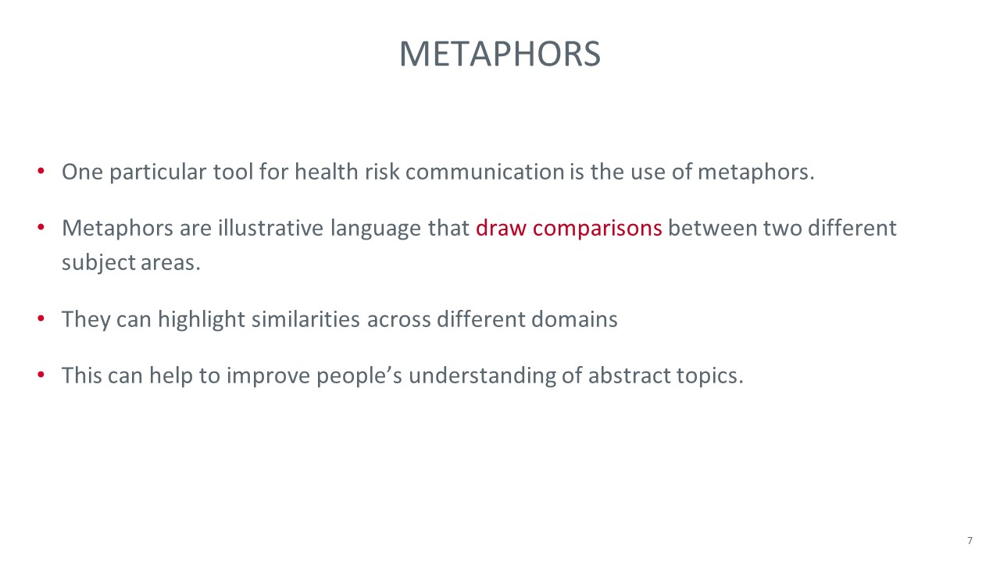 METAPHORS
• One particular tool for health risk communication is the use of metaphors.
• Metaphors are illustrative language that draw comparisons between two different
subject areas.
• They can highlight similarities across different domains
• This can help to improve people’s understanding of abstract topics.
7